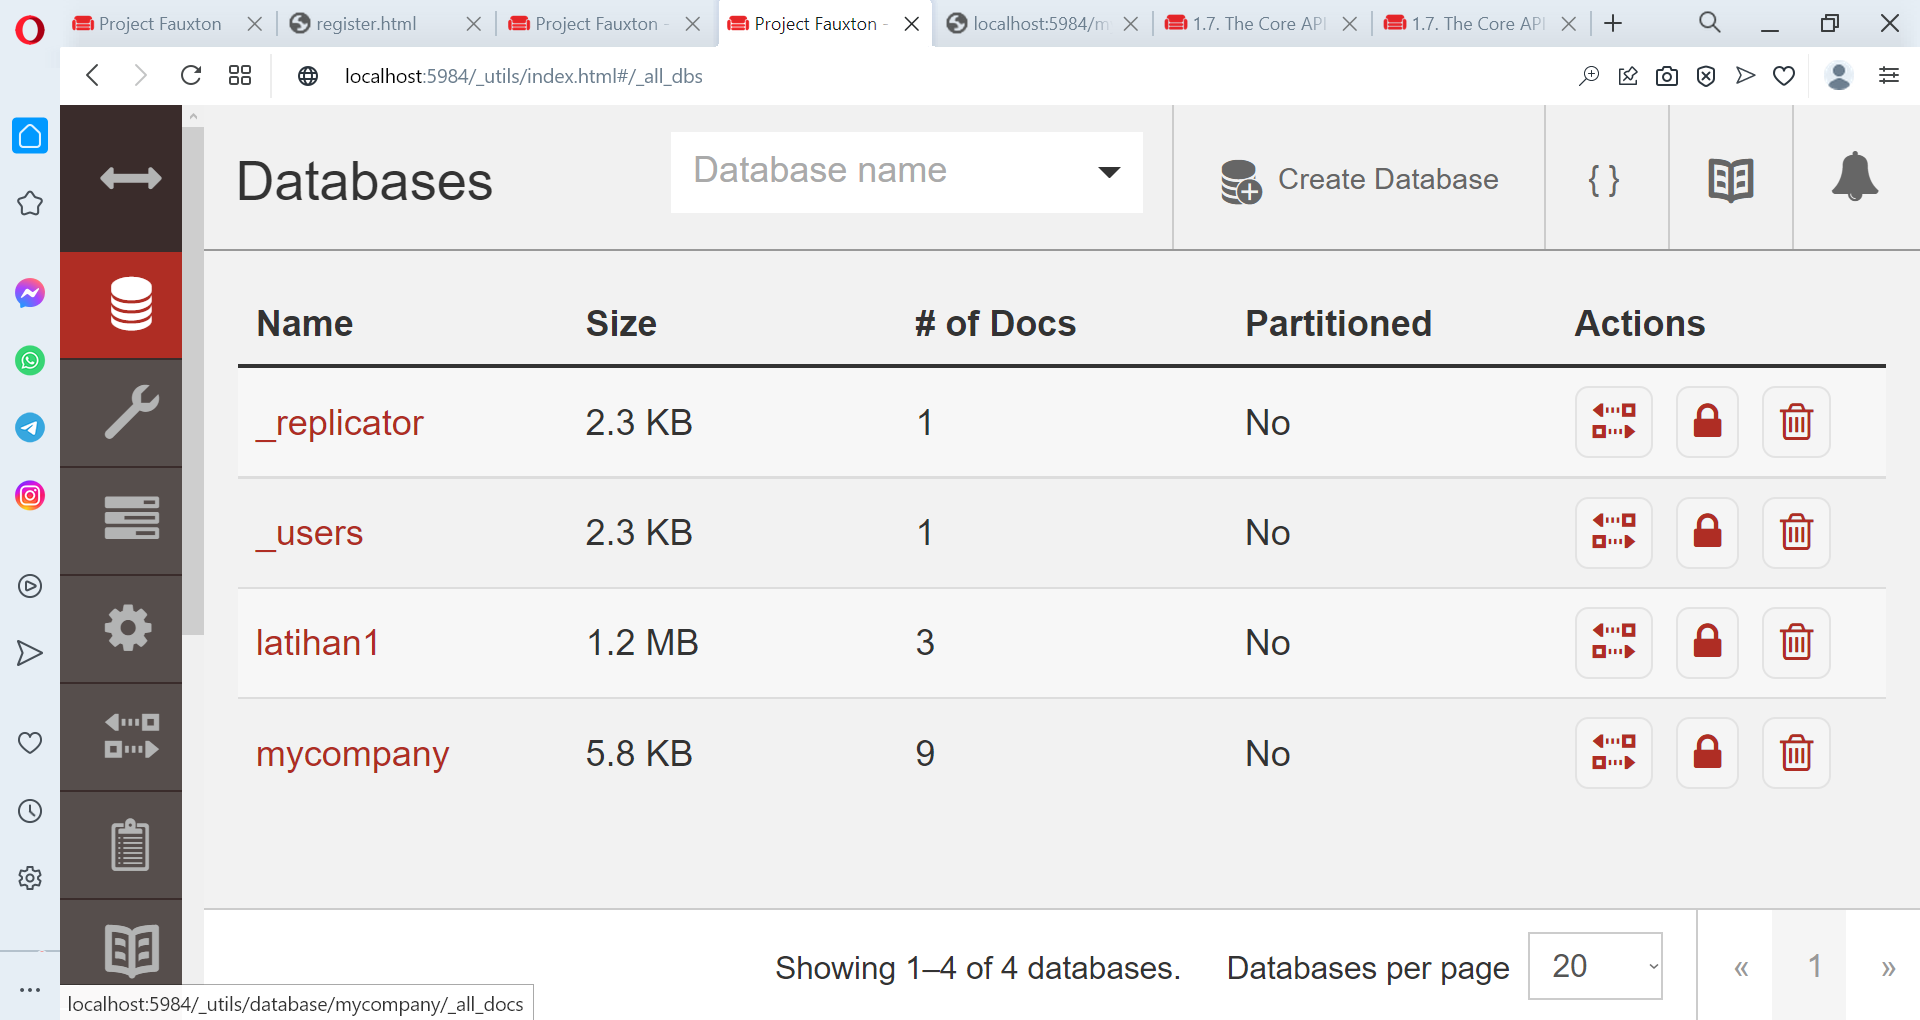 Project Fauxton
register.html
Project Fauxton -
Project Fauxton -
localhost:5984/m
1.7. The Core API
1.7. The Core API
localhost:5984/_utils/index.html#/_all_dbs
Databases
Database name
Create Database
{ }
Name Size # of Docs Partitioned Actions
_replicator 2.3 KB 1 No
_users 2.3 KB 1 No
latihan1 1.2 MB 3 No
mycompany 5.8 KB 9 No
Showing 1–4 of 4 databases. Databases per page 20 « 1 »
localhost:5984/_utils/database/mycompany/_all_docs